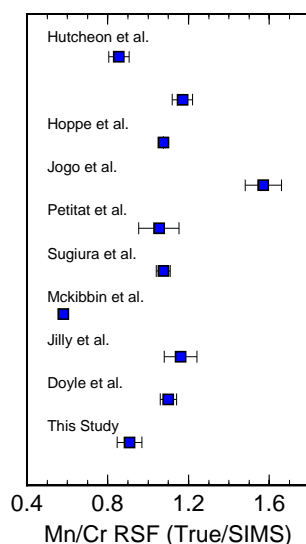 Hutcheon et al.
Hoppe et al.
Jogo et al.
Petitat et al.
Sugiura et al.
Mckibbin et al.
Jilly et al.
Doyle et al.
This Study
0.4 0.8 1.2 1.6
Mn/Cr RSF (True/SIMS)